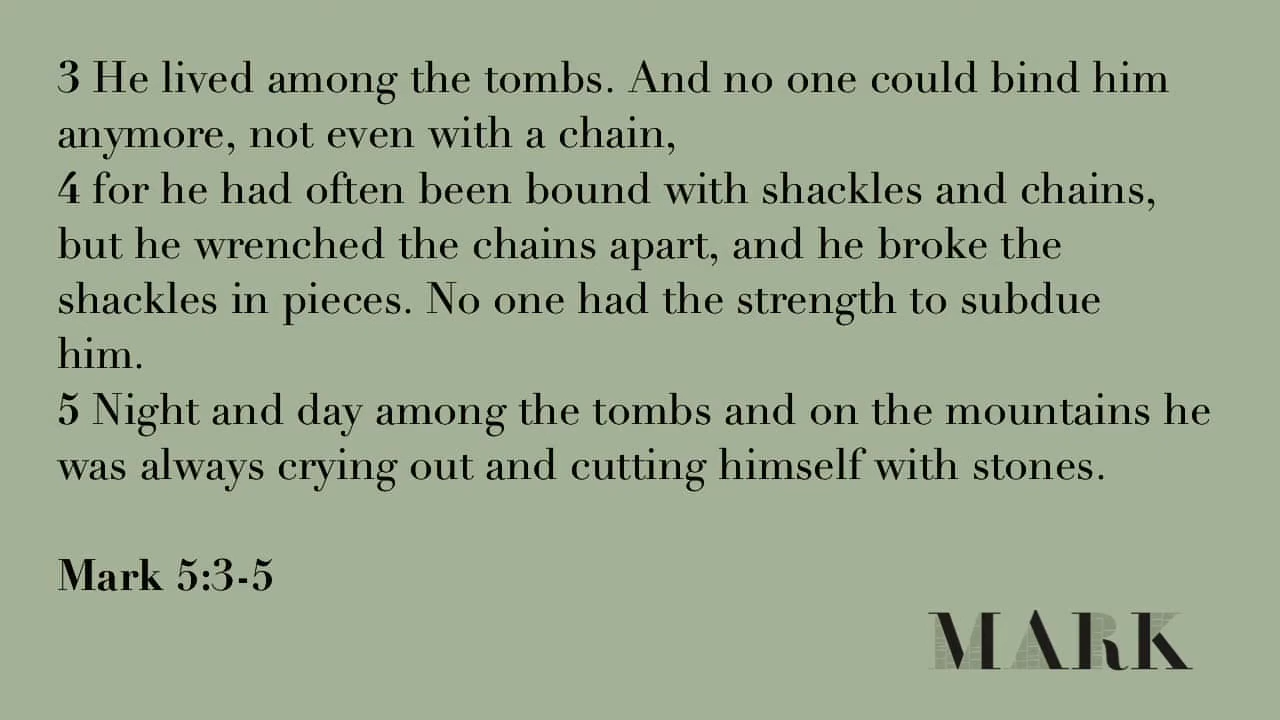 3 He lived among the tombs. And no one could bind him
anymore, not even with a chain,
4 for he had often been bound with shackles and chains,
but he wrenched the chains apart, and he broke the
shackles in pieces. No one had the strength to subdue
him.
5 Night and day among the tombs and on the mountains he
was always crying out and cutting himself with stones.
Mark 5:3-5
MARK